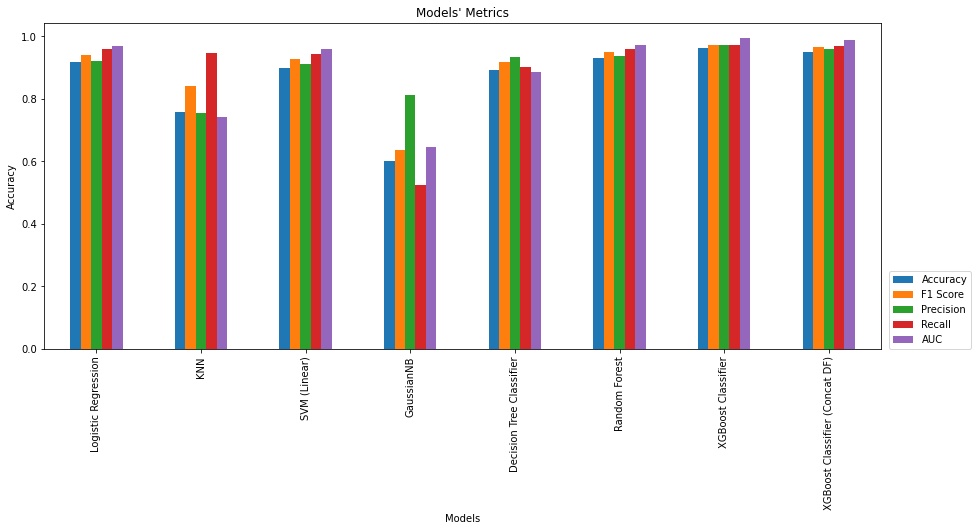 Models' Metrics
1.0
0.8
0.6
0.4
0.2
0.0
Accuracy
Logistic Regression
KNN
SVM (Linear)
GaussianNB
Decision Tree Classifier
Random Forest
XGBoost Classifier
XGBoost Classifier (Concat DF)
Models
Accuracy
F1 Score
Precision
Recall
AUC